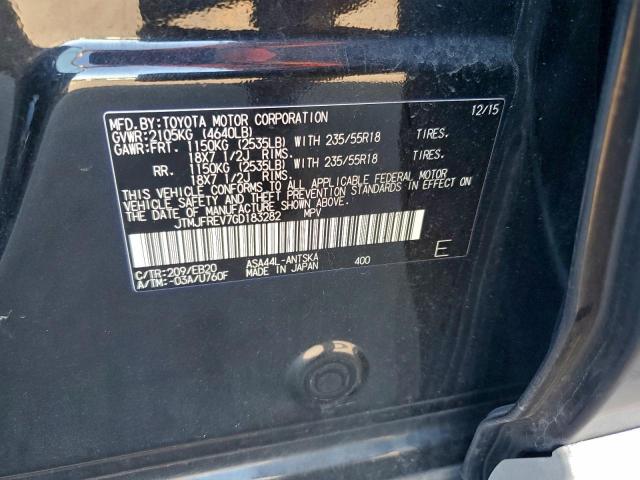 MFD.BY:TOYOTA MOTOR CORPORATION 12/15
GVWR:2105KG (4640LB)
GAWR:FRT. 1150KG (2535LB) WITH 235/55R18 TIRES.
18X7 1/2J RIMS.
RR. 1150KG (2535LB) WITH 235/55R18 TIRES.
18X7 1/2J RIMS.
THIS VEHICLE CONFORMS TO ALL APPLICABLE FEDERAL MOTOR
VEHICLE SAFETY AND THEFT PREVENTION STANDARDS IN EFFECT ON
THE DATE OF MANUFACTURE SHOWN ABOVE.
JTMJFREV7GD183282 MPV
E
C/TR:209/EB20 ASA44L-ANTSKA 400
A/TM:-03A/U760F MADE IN JAPAN